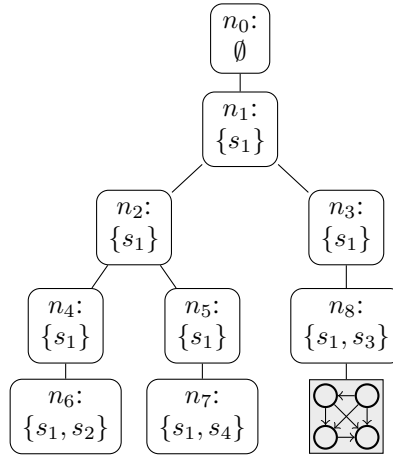 n₀:
∅
n₁:
{s₁}
n₂:
{s₁}
n₃:
{s₁}
n₄:
{s₁}
n₅:
{s₁}
n₈:
{s₁, s₃}
n₆:
{s₁, s₂}
n₇:
{s₁, s₄}